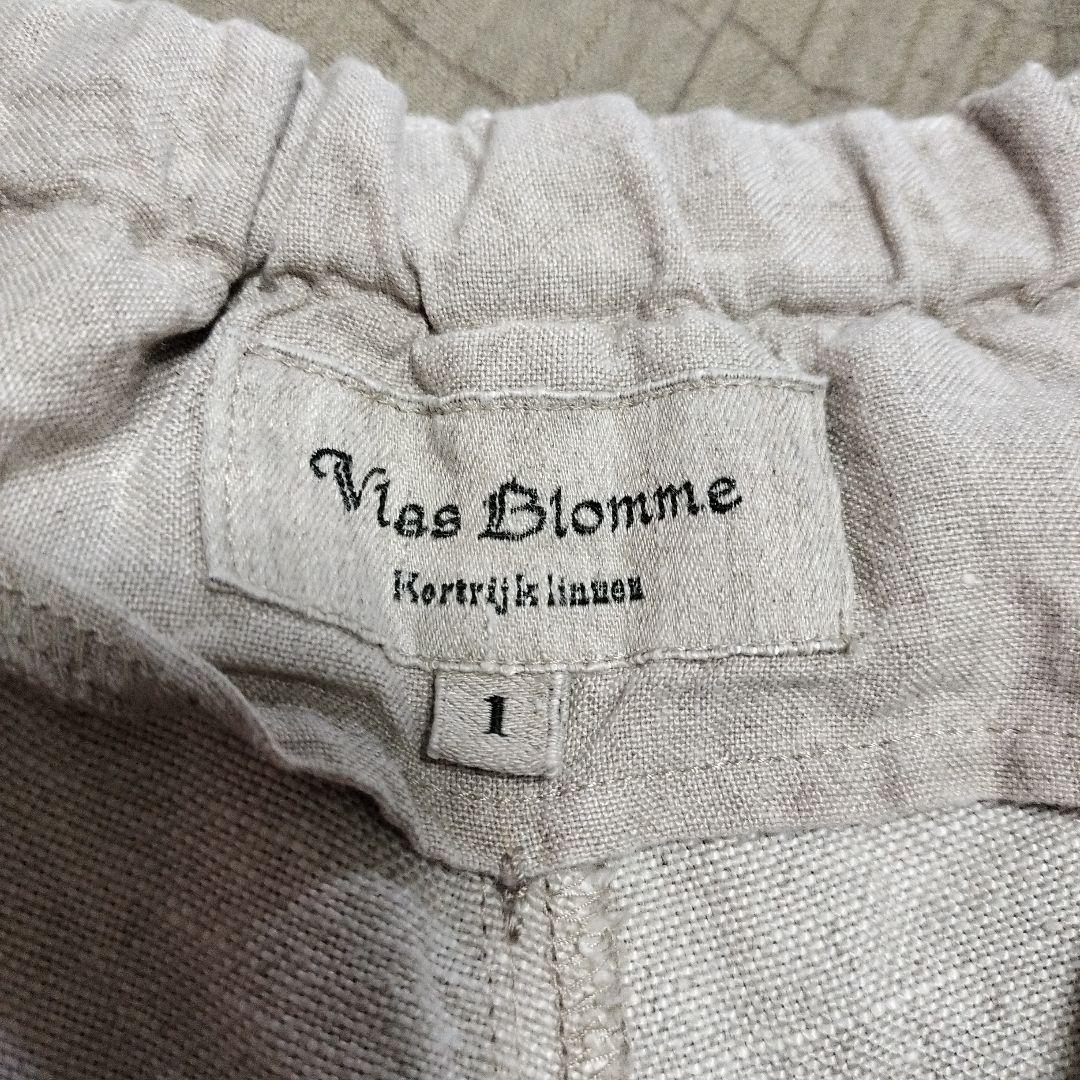 Vlas Blomme
Kortrijk linnen
1